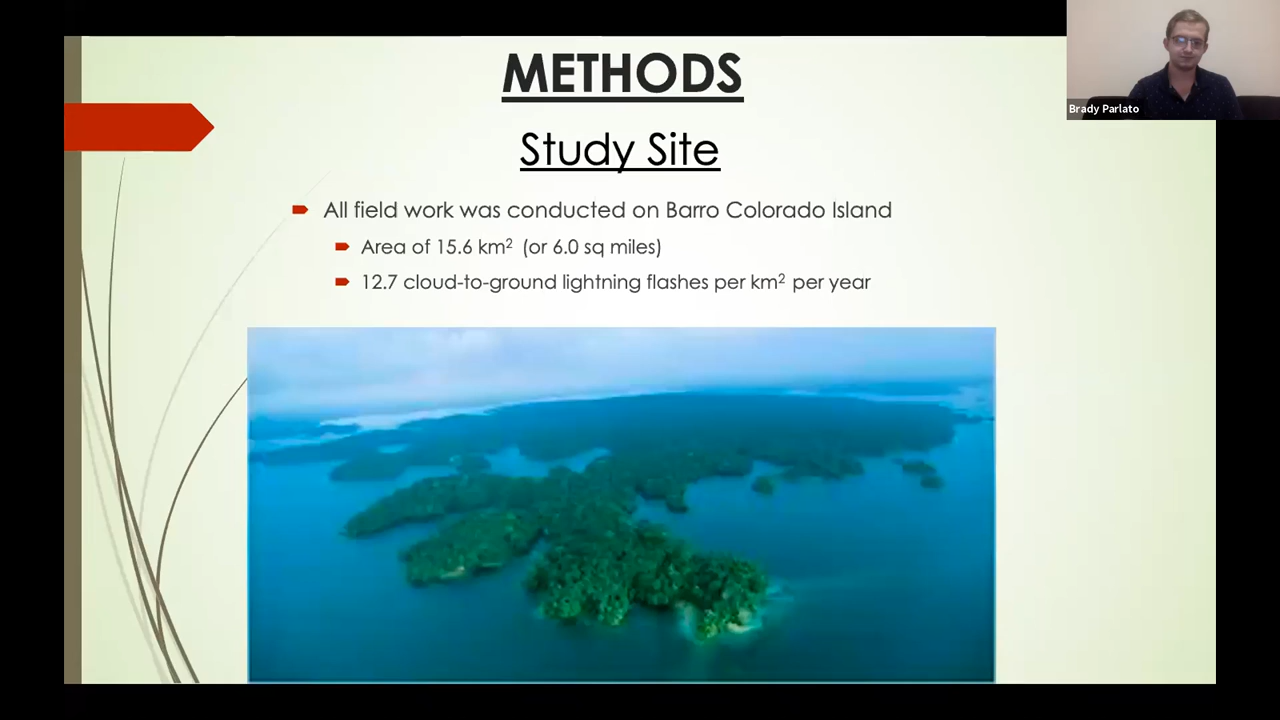 METHODS
Study Site
All field work was conducted on Barro Colorado Island
Area of 15.6 km² (or 6.0 sq miles)
12.7 cloud-to-ground lightning flashes per km² per year
Brady Parlato